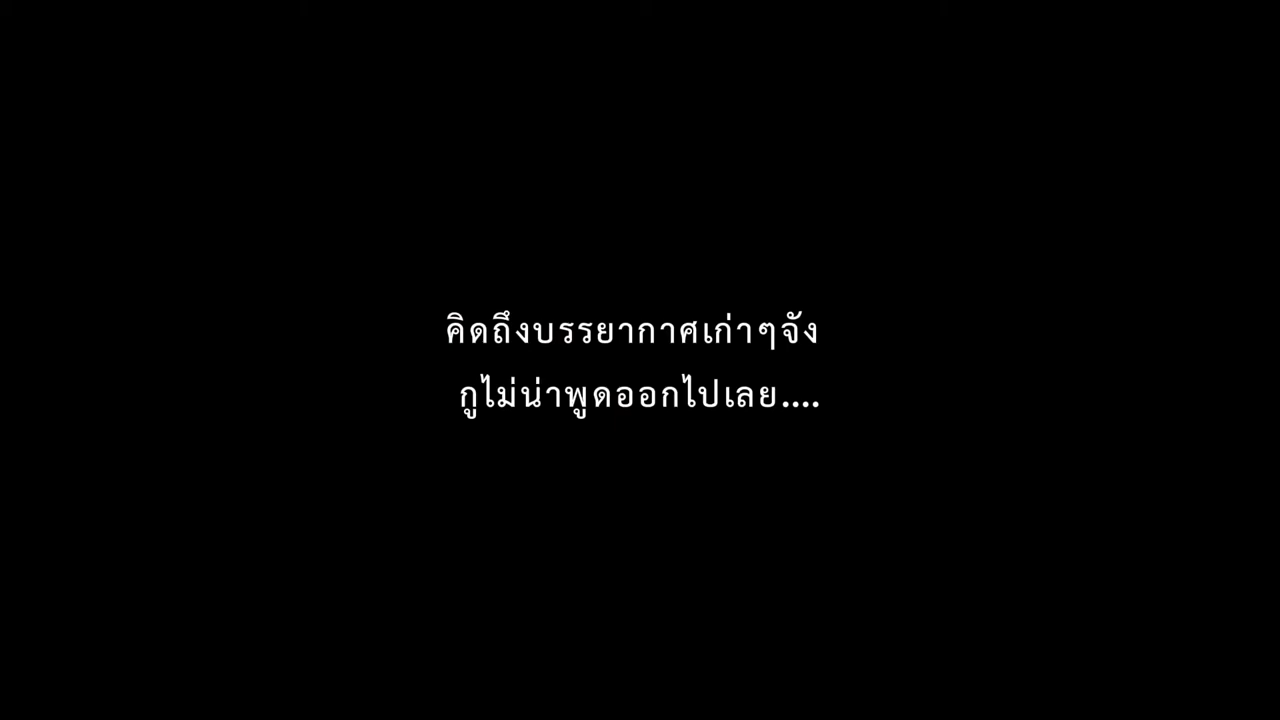 คิดถึงบรรยากาศเก่าๆจัง
กูไม่น่าพูดออกไปเลย....